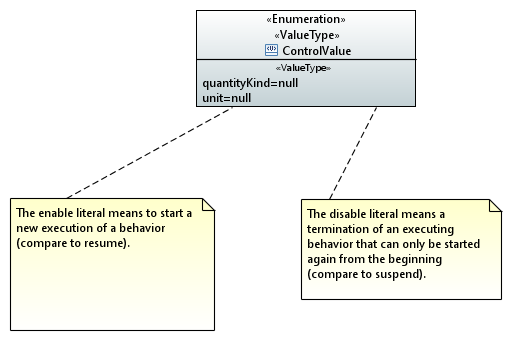 «Enumeration»
«ValueType»
ControlValue
«ValueType»
quantityKind=null
unit=null
The enable literal means to start a
new execution of a behavior
(compare to resume).
The disable literal means a
termination of an executing
behavior that can only be started
again from the beginning
(compare to suspend).